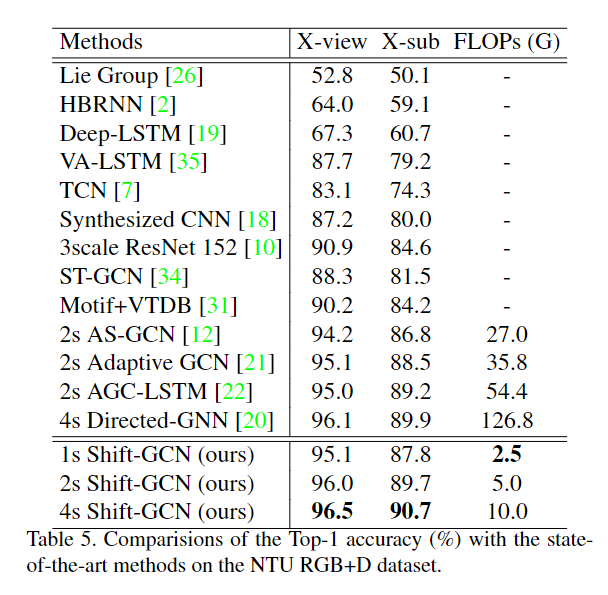 Methods X-view X-sub FLOPs (G)
Lie Group [26] 52.8 50.1 -
HBRNN [2] 64.0 59.1 -
Deep-LSTM [19] 67.3 60.7 -
VA-LSTM [35] 87.7 79.2 -
TCN [7] 83.1 74.3 -
Synthesized CNN [18] 87.2 80.0 -
3scale ResNet 152 [10] 90.9 84.6 -
ST-GCN [34] 88.3 81.5 -
Motif+VTDB [31] 90.2 84.2 -
2s AS-GCN [12] 94.2 86.8 27.0
2s Adaptive GCN [21] 95.1 88.5 35.8
2s AGC-LSTM [22] 95.0 89.2 54.4
4s Directed-GNN [20] 96.1 89.9 126.8
1s Shift-GCN (ours) 95.1 87.8 2.5
2s Shift-GCN (ours) 96.0 89.7 5.0
4s Shift-GCN (ours) 96.5 90.7 10.0
Table 5. Comparisions of the Top-1 accuracy (%) with the state-
of-the-art methods on the NTU RGB+D dataset.